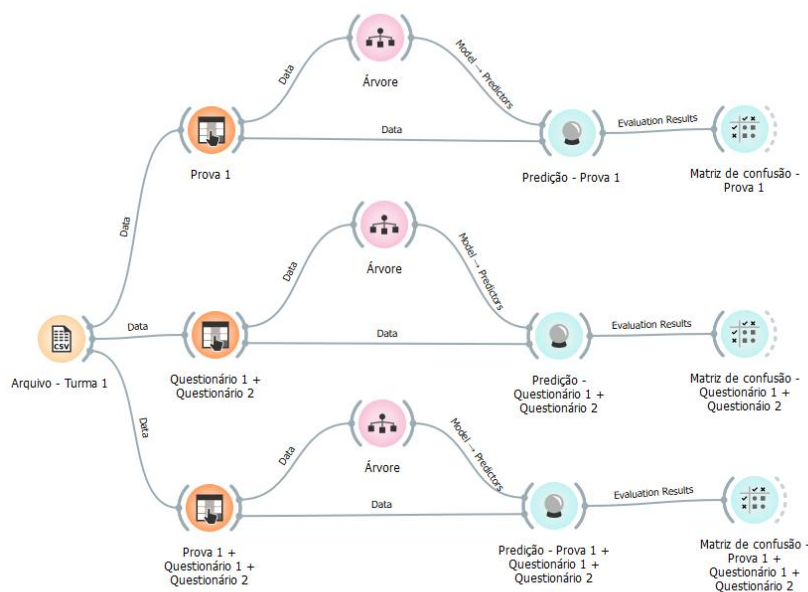 Data
Árvore
Model → Predictors
Data
Evaluation Results
Prova 1
Predição - Prova 1
Matriz de confusão -
Prova 1
Data
Data
Árvore
Model → Predictors
Data
Data
Evaluation Results
CSV
Arquivo - Turma 1
Questionário 1 +
Questionário 2
Predição -
Questionário 1 +
Questionário 2
Matriz de confusão -
Questionário 1 +
Questionáio 2
Data
Data
Árvore
Model → Predictors
Data
Evaluation Results
Prova 1 +
Questionário 1 +
Questionário 2
Predição - Prova 1 +
Questionário 1 +
Questionário 2
Matriz de confusão -
Prova 1 +
Questionário 1 +
Questionário 2